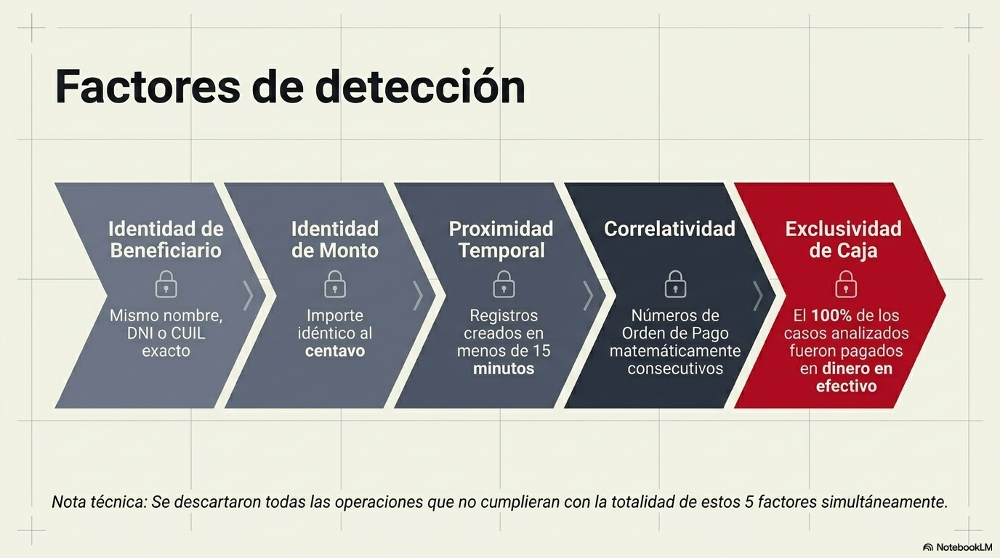 Factores de detección
Identidad de
Beneficiario
Mismo nombre,
DNI o CUIL
exacto
Identidad
de Monto
Importe
idéntico al
centavo
Proximidad
Temporal
Registros
creados en
menos de 15
minutos
Correlatividad
Números de
Orden de Pago
matemáticamente
consecutivos
Exclusividad
de Caja
El 100% de los
casos analizados
fueron pagados
en dinero en
efectivo
Nota técnica: Se descartaron todas las operaciones que no cumplieran con la totalidad de estos 5 factores simultáneamente.
NotebookLM